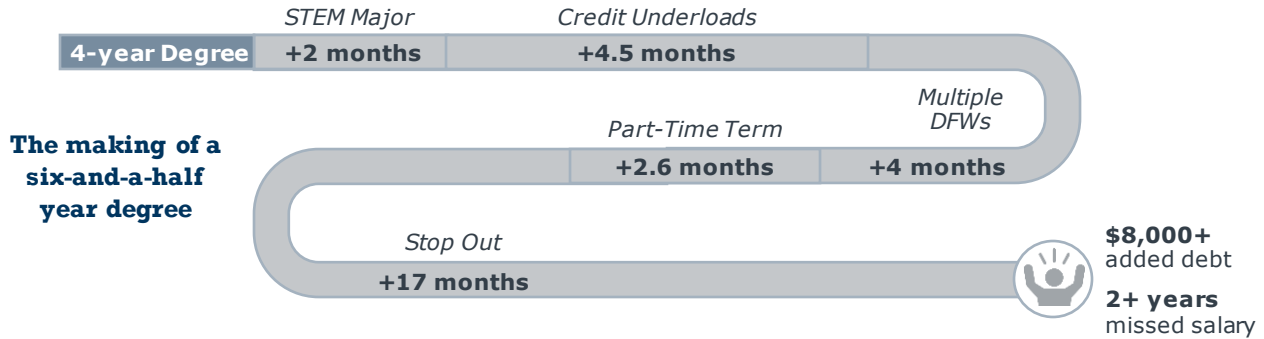 STEM Major
Credit Underloads
4-year Degree
+2 months
+4.5 months
Multiple
DFWs
Part-Time Term
The making of a
six-and-a-half
year degree
+2.6 months
+4 months
Stop Out
+17 months
$8,000+
added debt
2+ years
missed salary